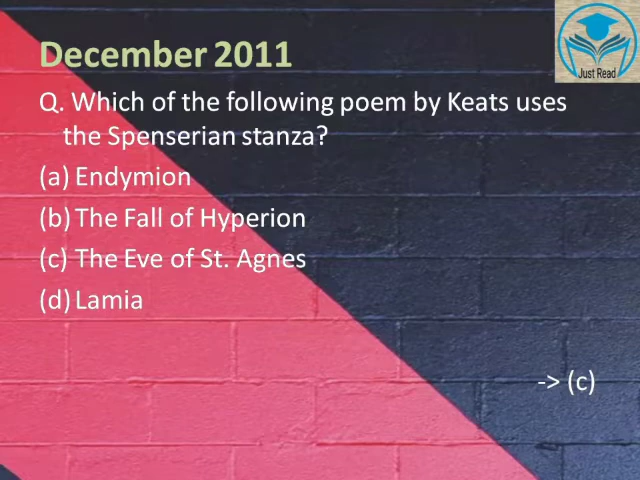 December 2011
Just Read
Q. Which of the following poem by Keats uses
the Spenserian stanza?
(a) Endymion
(b) The Fall of Hyperion
(c) The Eve of St. Agnes
(d) Lamia
-> (c)